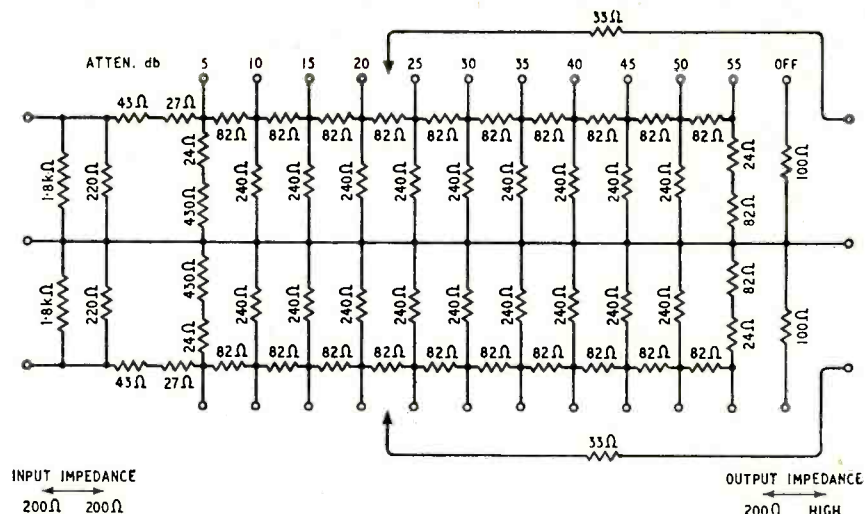 33Ω
ATTEN. db 5 10 15 20 25 30 35 40 45 50 55 OFF
43Ω 27Ω
82Ω 82Ω 82Ω 82Ω 82Ω 82Ω 82Ω 82Ω 82Ω 82Ω
1·8kΩ 220Ω 24Ω 430Ω 240Ω 240Ω 240Ω 240Ω 240Ω 240Ω 240Ω 240Ω 240Ω 24Ω 82Ω 100Ω
1·8kΩ 220Ω 430Ω 24Ω 240Ω 240Ω 240Ω 240Ω 240Ω 240Ω 240Ω 240Ω 240Ω 82Ω 24Ω 100Ω
82Ω 82Ω 82Ω 82Ω 82Ω 82Ω 82Ω 82Ω 82Ω 82Ω
43Ω 27Ω
33Ω
INPUT IMPEDANCE
200Ω 200Ω
OUTPUT IMPEDANCE
200Ω HIGH